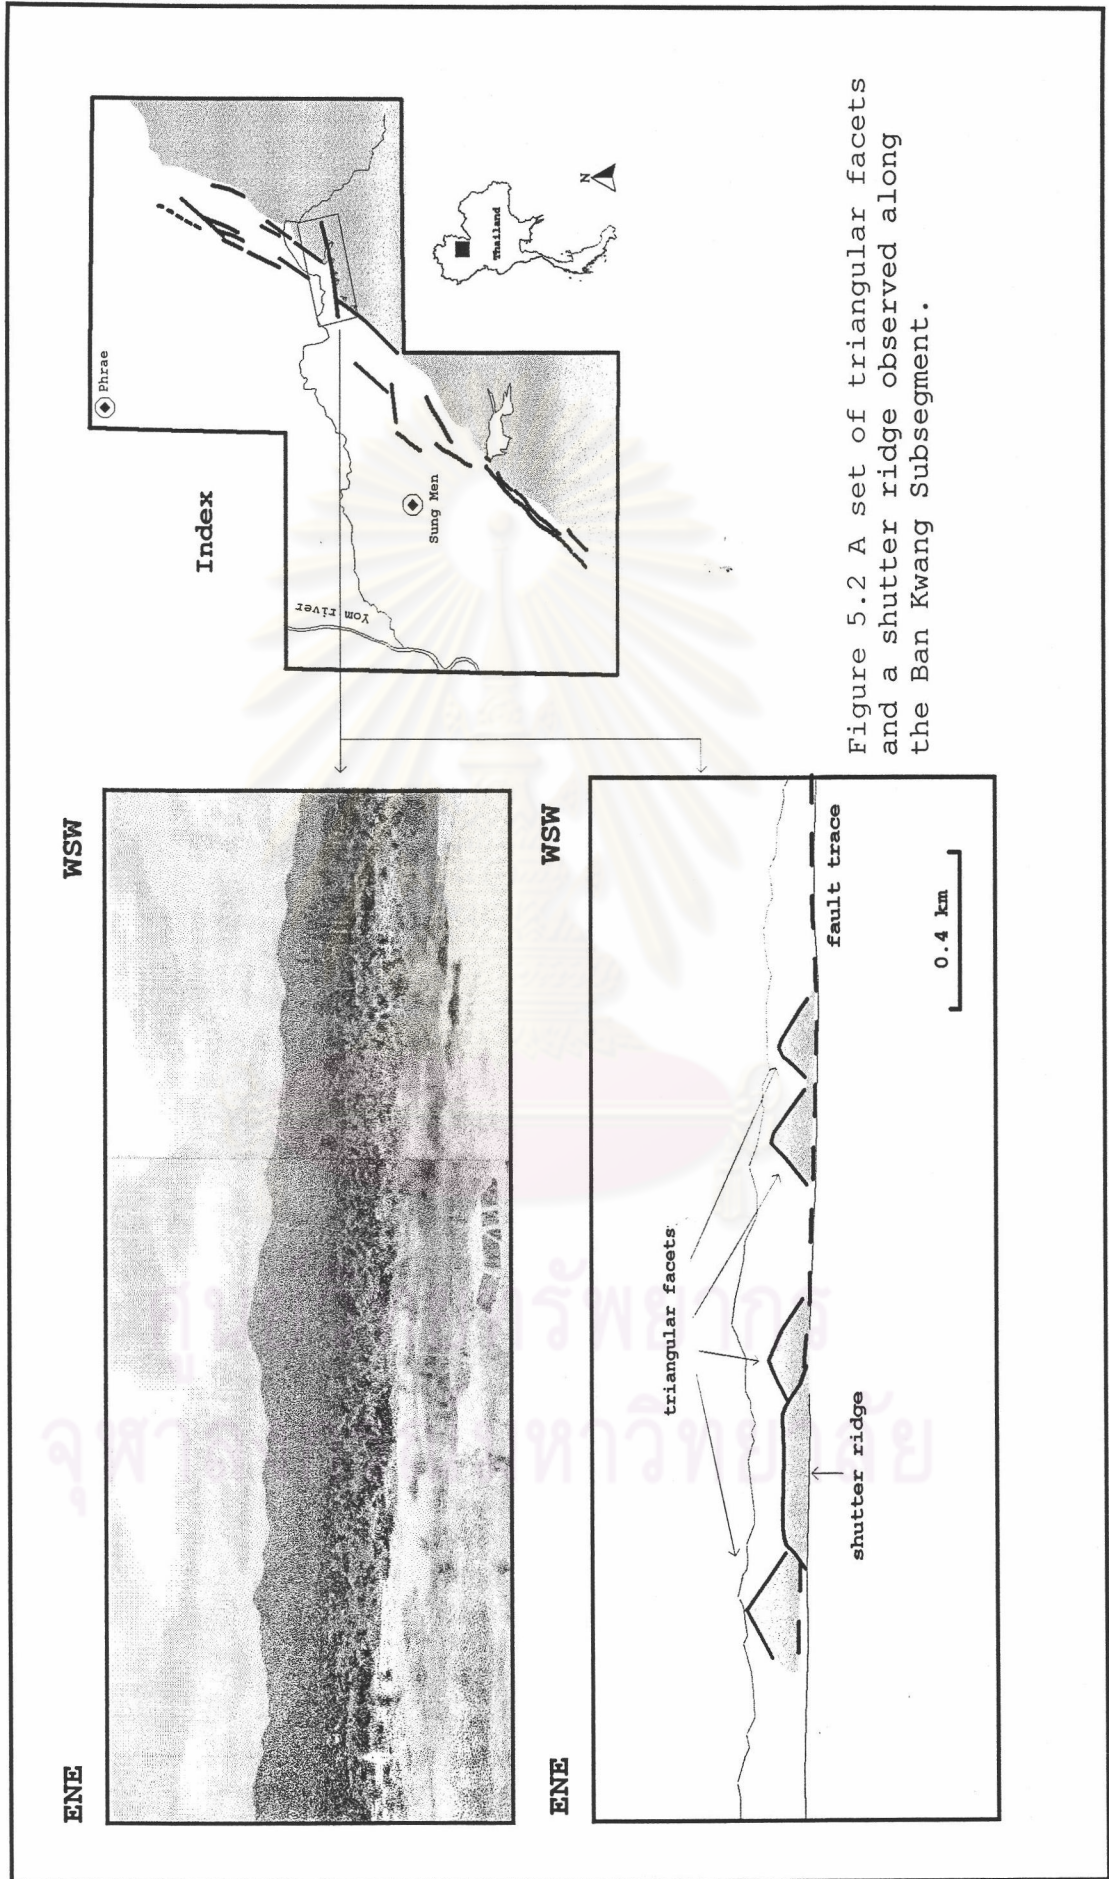 ENE
WSW
ENE
WSW
triangular facets
shutter ridge
fault trace
0.4 km
Index
Phrae
Sung Men
Yom river
Thailand
N
Figure 5.2 A set of triangular facets
and a shutter ridge observed along
the Ban Kwang Subsegment.